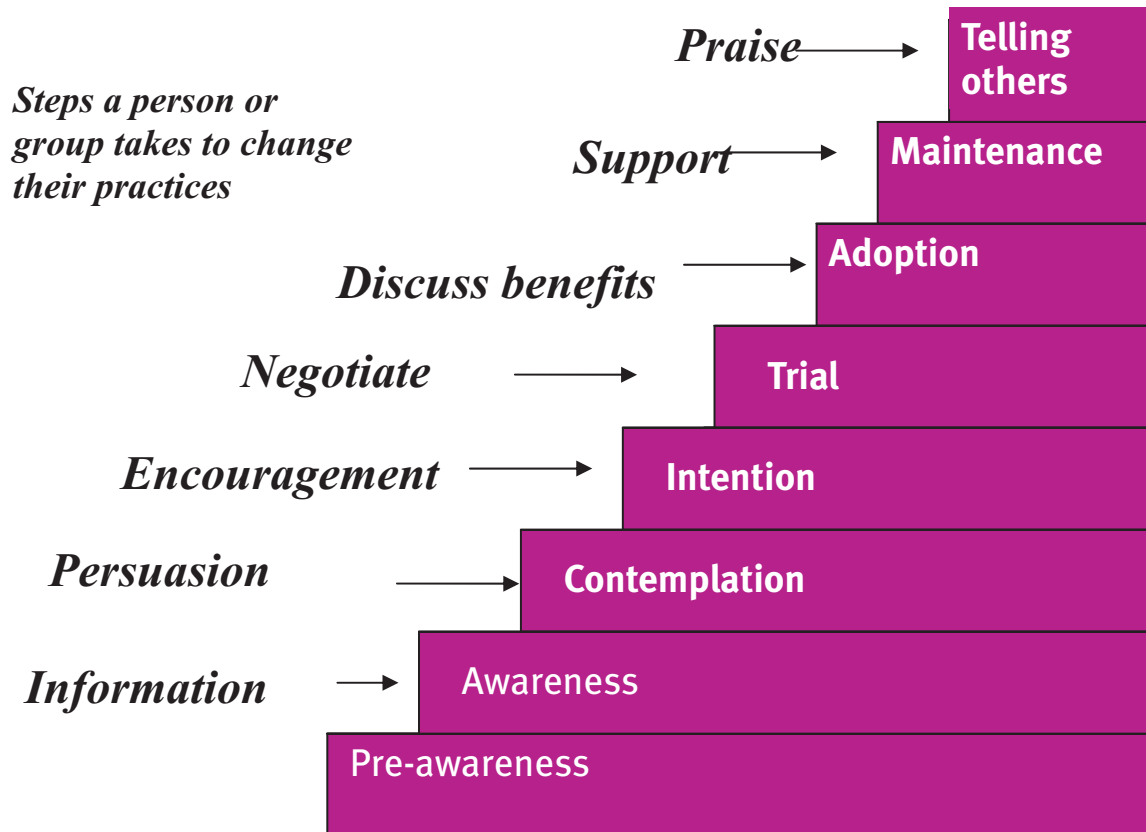 Praise
Telling
others
Steps a person or
group takes to change
their practices
Support
Maintenance
Discuss benefits
Adoption
Negotiate
Trial
Encouragement
Intention
Persuasion
Contemplation
Information
Awareness
Pre-awareness